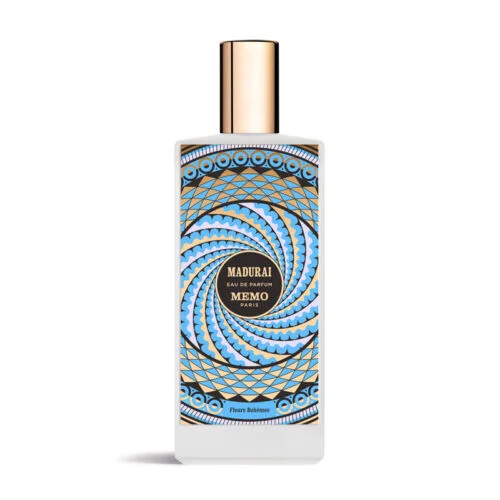 MADURAI
EAU DE PARFUM
MEMO
PARIS
Fleurs Bohèmes